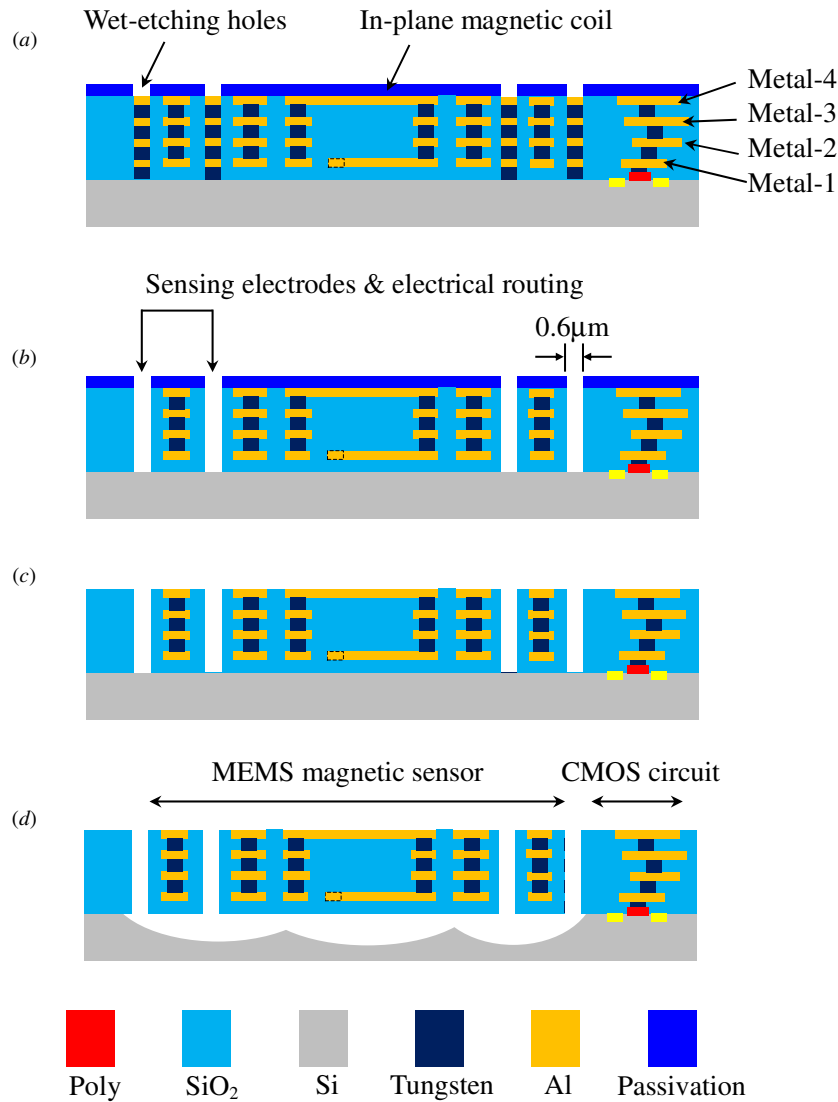 (a)
Wet-etching holes
In-plane magnetic coil
Metal-4
Metal-3
Metal-2
Metal-1
Sensing electrodes & electrical routing
(b)
0.6μm
(c)
MEMS magnetic sensor
CMOS circuit
(d)
Poly
SiO₂
Si
Tungsten
Al
Passivation